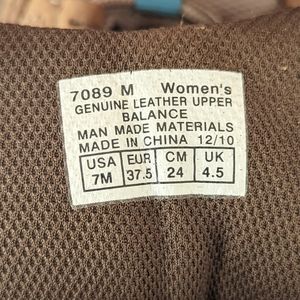 7089 M Women's
GENUINE LEATHER UPPER
BALANCE
MAN MADE MATERIALS
MADE IN CHINA 12/10
USA EUR CM UK
7M 37.5 24 4.5